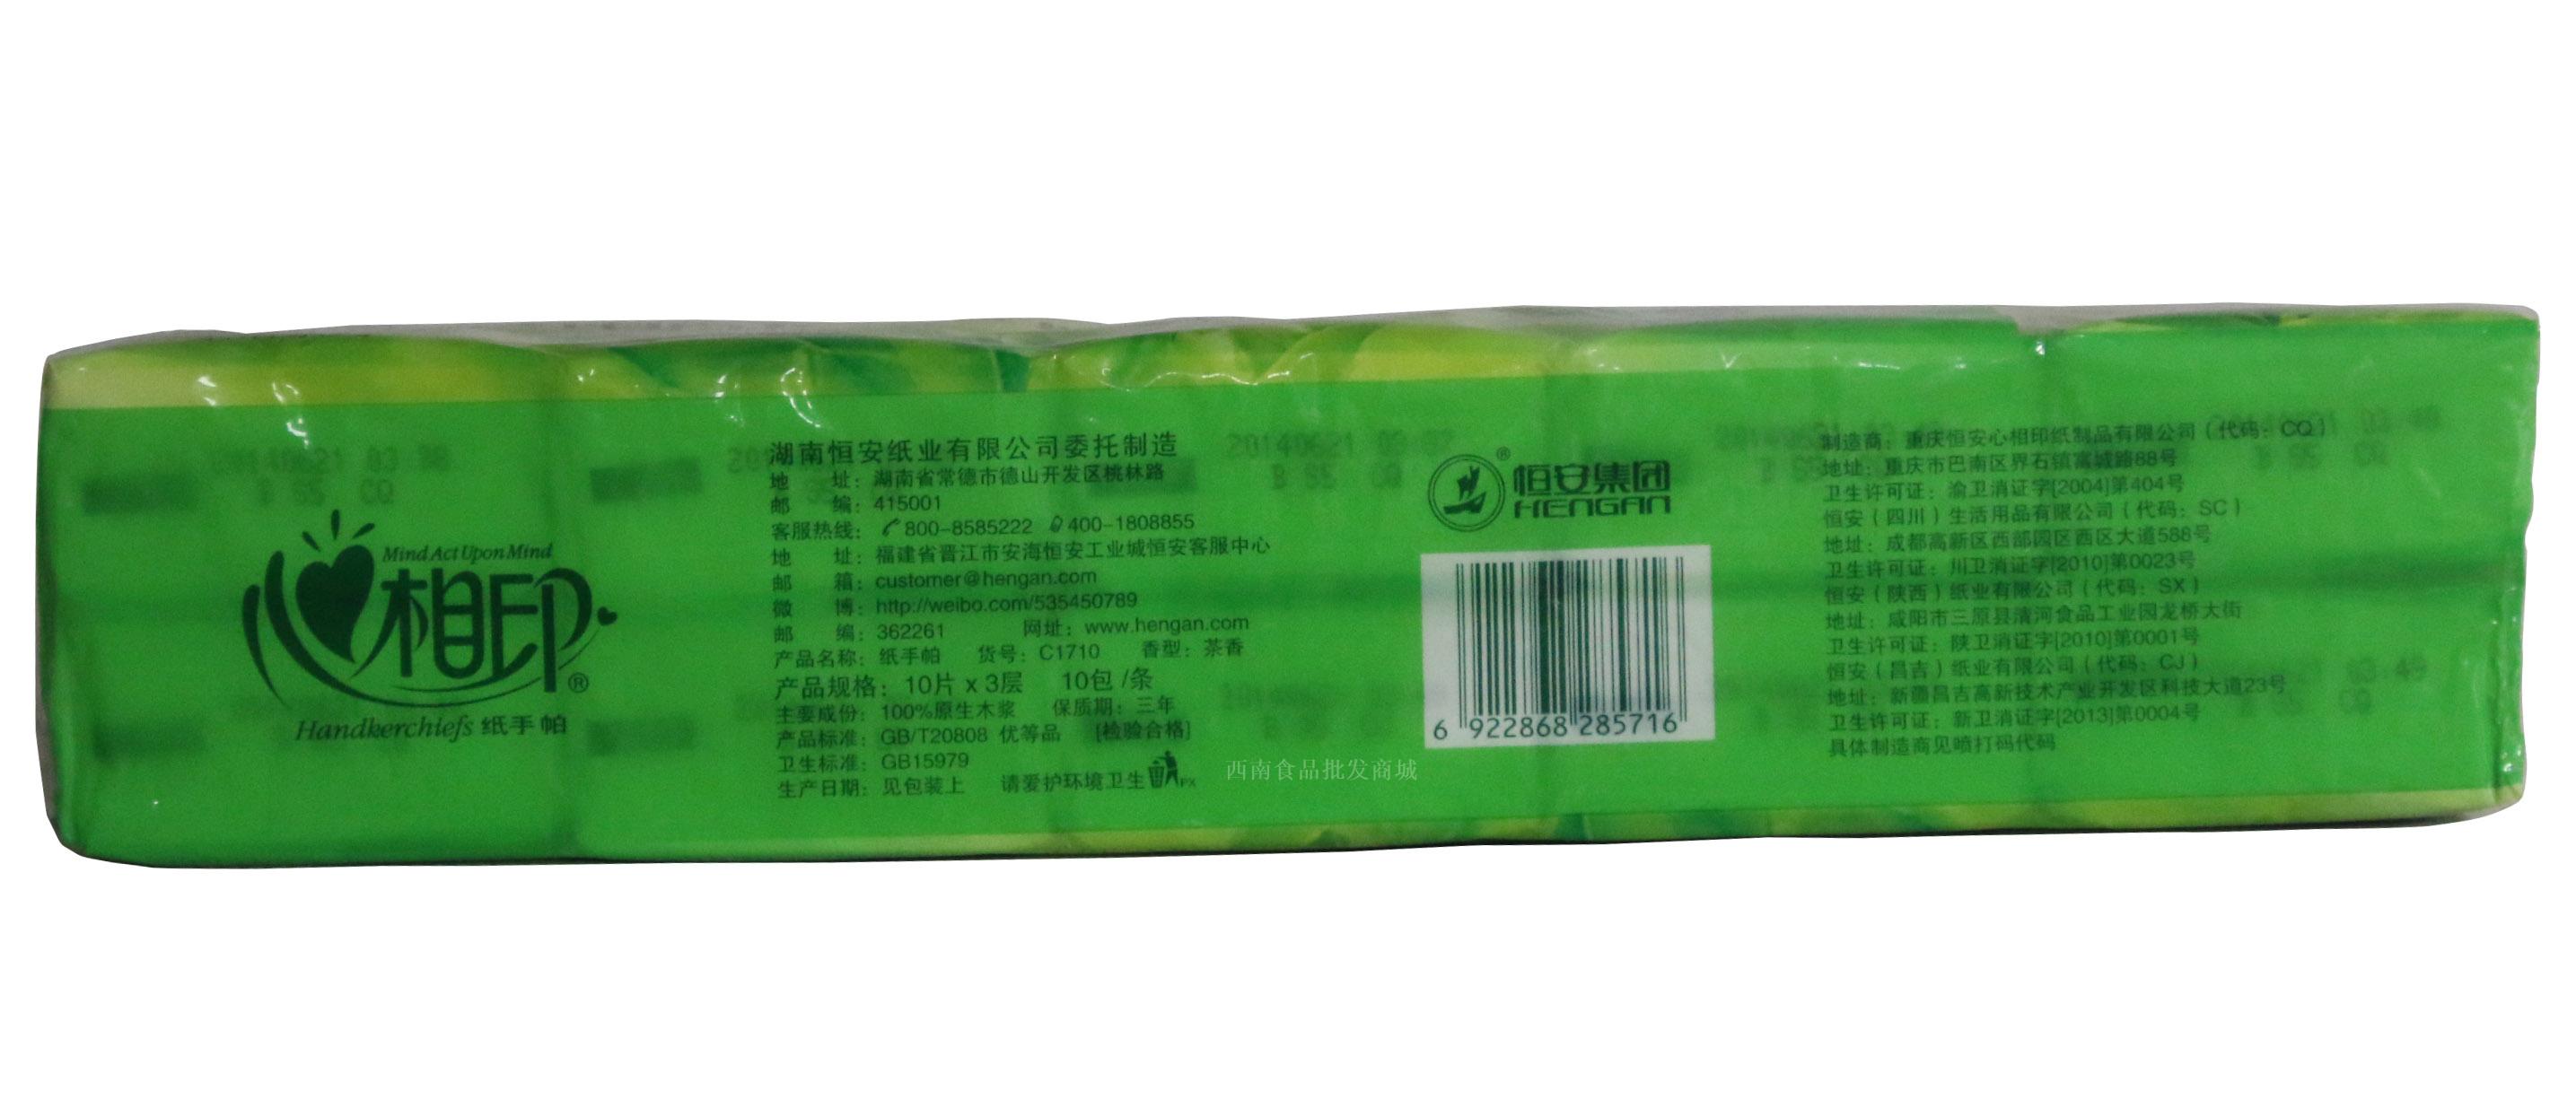 Mind Act Upon Mind
心相印®
Handkerchiefs 纸手帕
湖南恒安纸业有限公司委托制造
地 址：湖南省常德市德山开发区桃林路
邮 编：415001
客服热线：800-8585222 400-1808855
地 址：福建省晋江市安海恒安工业城恒安客服中心
邮 箱：customer@hengan.com
微 博：http://weibo.com/535450789
邮 编：362261 网址：www.hengan.com
产品名称：纸手帕 货号：C1710 香型：茶香
产品规格：10片 x 3层 10包 /条
主要成份：100%原生木浆 保质期：三年
产品标准：GB/T20808 优等品 [检验合格]
卫生标准：GB15979
生产日期：见包装上 请爱护环境卫生 PX
®
恒安集团
HENGAN
6 922868 285716
西南食品批发商城
制造商：重庆恒安心相印纸制品有限公司（代码：CQ）
地址：重庆市巴南区界石镇富城路88号
卫生许可证：渝卫消证字[2004]第404号
恒安（四川）生活用品有限公司（代码：SC）
地址：成都高新区西部园区西区大道588号
卫生许可证：川卫消证字[2010]第0023号
恒安（陕西）纸业有限公司（代码：SX）
地址：咸阳市三原县清河食品工业园龙桥大街
卫生许可证：陕卫消证字[2010]第0001号
恒安（昌吉）纸业有限公司（代码：CJ）
地址：新疆昌吉高新技术产业开发区科技大道23号
卫生许可证：新卫消证字[2013]第0004号
具体制造商见喷打码代码